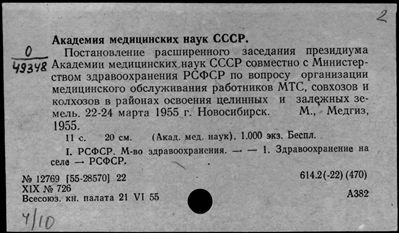 2
Академия медицинских наук СССР.
О
49348
Постановление расширенного заседания президиума
Академии медицинских наук СССР совместно с Министер-
ством здравоохранения РСФСР по вопросу организации
медицинского обслуживания работников МТС, совхозов и
колхозов в районах освоения целинных и залежных зе-
мель. 22-24 марта 1955 г. Новосибирск. М., Медгиз,
1955.
11 с. 20 см. (Акад. мед. наук). 1.000 экз. Беспл.
I. РСФСР. М-во здравоохранения. — — 1. Здравоохранение на
селе — РСФСР.
№ 12769 [55-28570] 22 614.2(-22) (470)
XIX № 726
Всесоюз. кн. палата 21 VI 55 А382
4/10